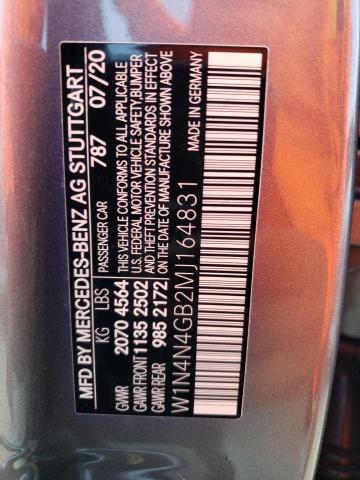 MFD BY MERCEDES-BENZ AG STUTTGART
PASSENGER CAR 787 07/20
KG LBS
GVWR 2070 4564
GAWR FRONT 1135 2502
GAWR REAR 985 2172
THIS VEHICLE CONFORMS TO ALL APPLICABLE
U.S. FEDERAL MOTOR VEHICLE SAFETY,BUMPER
AND THEFT PREVENTION STANDARDS IN EFFECT
ON THE DATE OF MANUFACTURE SHOWN ABOVE
W1N4N4GB2MJ164831
MADE IN GERMANY